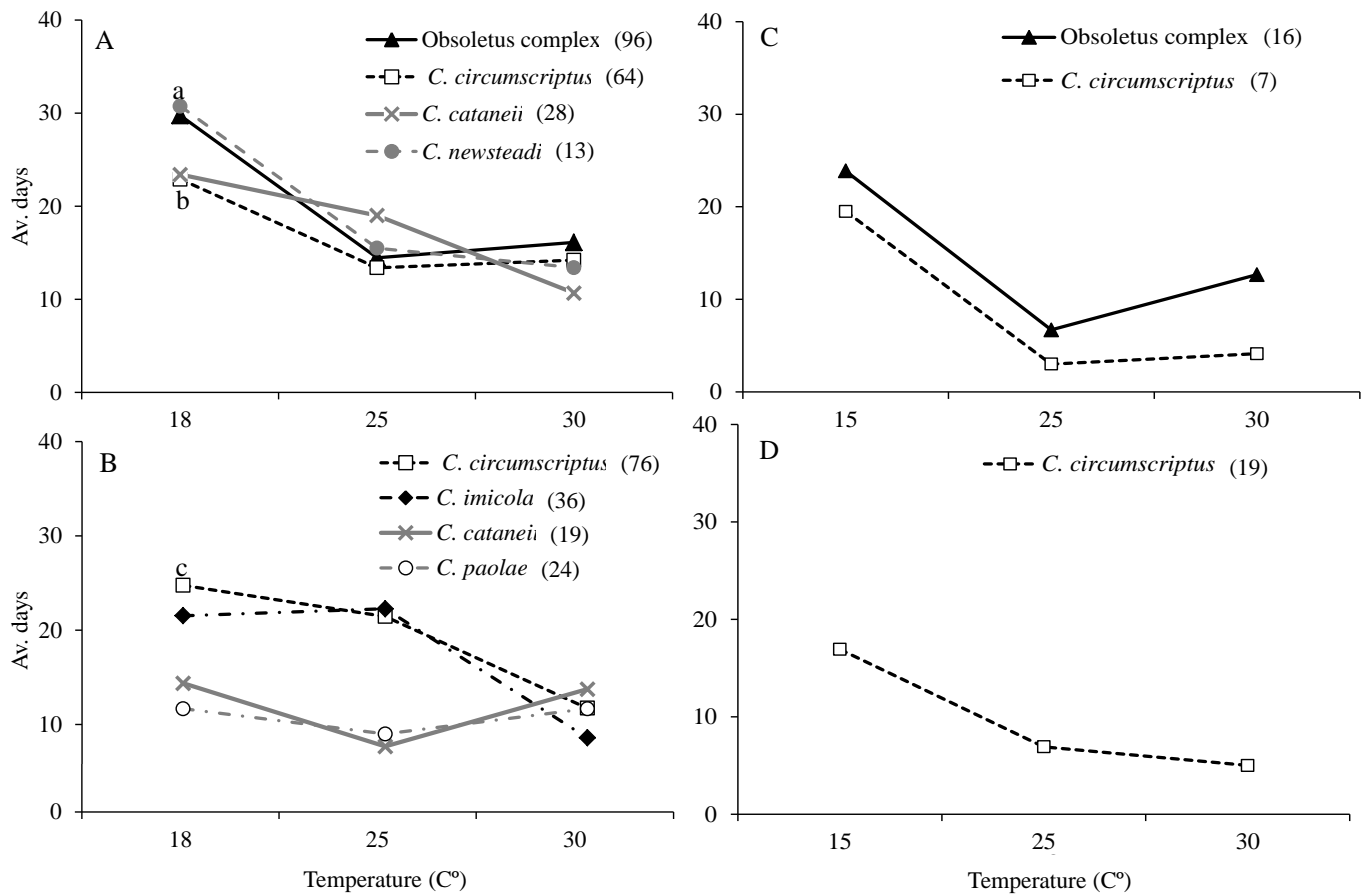 A
Obsoletus complex (96)
C. circumscriptus (64)
C. cataneii (28)
C. newsteadi (13)
a
b
Av. days
40
30
20
10
0
18 25 30
C
Obsoletus complex (16)
C. circumscriptus (7)
40
30
20
10
0
15 25 30
B
C. circumscriptus (76)
C. imicola (36)
C. cataneii (19)
C. paolae (24)
c
Av. days
40
30
20
10
0
18 25 30
Temperature (Cº)
D
C. circumscriptus (19)
40
30
20
10
0
15 25 30
Temperature (Cº)